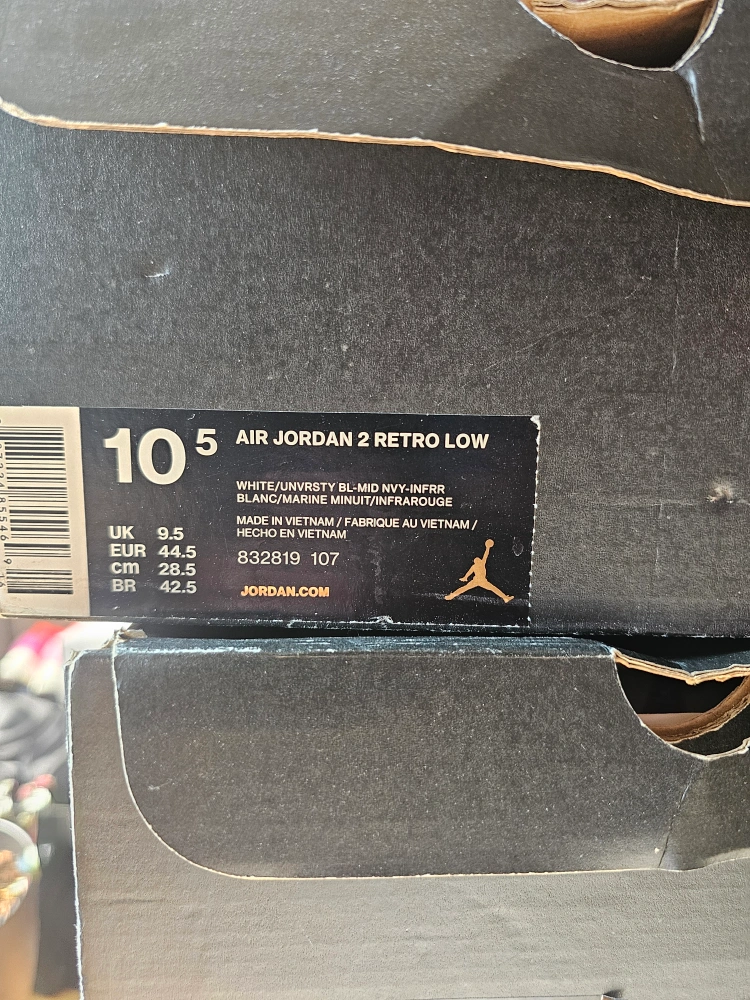 10 5
AIR JORDAN 2 RETRO LOW
WHITE/UNVRSTY BL-MID NVY-INFRR
BLANC/MARINE MINUIT/INFRAROUGE
MADE IN VIETNAM / FABRIQUE AU VIETNAM /
HECHO EN VIETNAM
832819 107
JORDAN.COM
UK 9.5
EUR 44.5
cm 28.5
BR 42.5